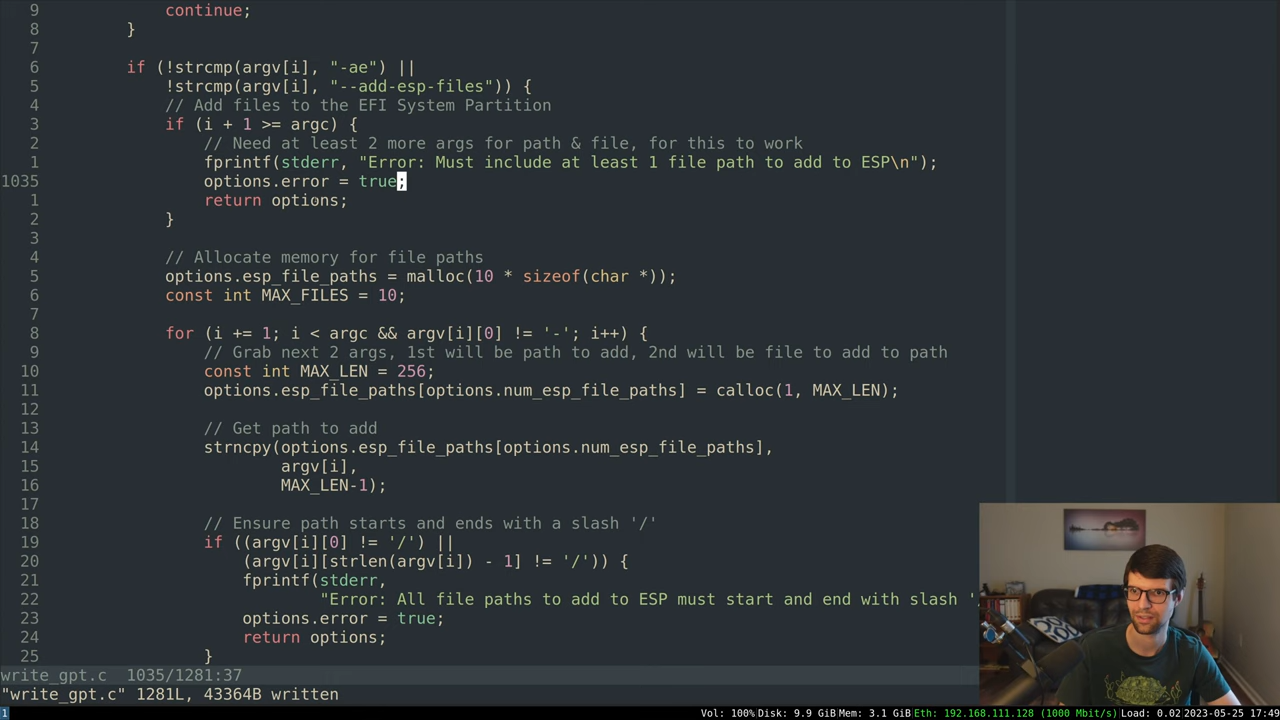 9 continue;
8 }
7
6 if (!strcmp(argv[i], "-ae") ||
5 !strcmp(argv[i], "--add-esp-files")) {
4 // Add files to the EFI System Partition
3 if (i + 1 >= argc) {
2 // Need at least 2 more args for path & file, for this to work
1 fprintf(stderr, "Error: Must include at least 1 file path to add to ESP\n");
1035 options.error = true;
1 return options;
2 }
3
4 // Allocate memory for file paths
5 options.esp_file_paths = malloc(10 * sizeof(char *));
6 const int MAX_FILES = 10;
7
8 for (i += 1; i < argc && argv[i][0] != '-'; i++) {
9 // Grab next 2 args, 1st will be path to add, 2nd will be file to add to path
10 const int MAX_LEN = 256;
11 options.esp_file_paths[options.num_esp_file_paths] = calloc(1, MAX_LEN);
12
13 // Get path to add
14 strncpy(options.esp_file_paths[options.num_esp_file_paths],
15 argv[i],
16 MAX_LEN-1);
17
18 // Ensure path starts and ends with a slash '/'
19 if ((argv[i][0] != '/') ||
20 (argv[i][strlen(argv[i]) - 1] != '/')) {
21 fprintf(stderr,
22 "Error: All file paths to add to ESP must start and end with slash '
23 options.error = true;
24 return options;
25 }
write_gpt.c 1035/1281:37
"write_gpt.c" 1281L, 43364B written
1 Vol: 100% Disk: 9.9 GiB Mem: 3.1 GiB Eth: 192.168.111.128 (1000 Mbit/s) Load: 0.02 2023-05-25 17:49